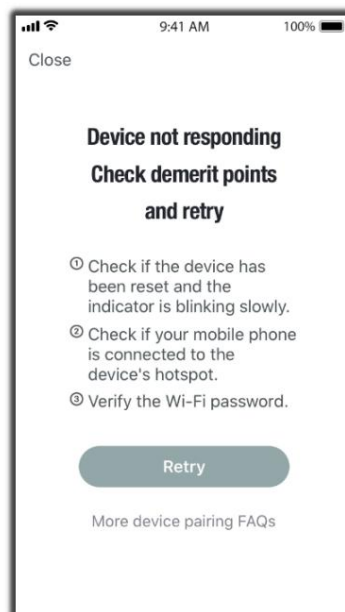 9:41 AM
100%
Close
Device not responding
Check demerit points
and retry
① Check if the device has
been reset and the
indicator is blinking slowly.
② Check if your mobile phone
is connected to the
device's hotspot.
③ Verify the Wi-Fi password.
Retry
More device pairing FAQs